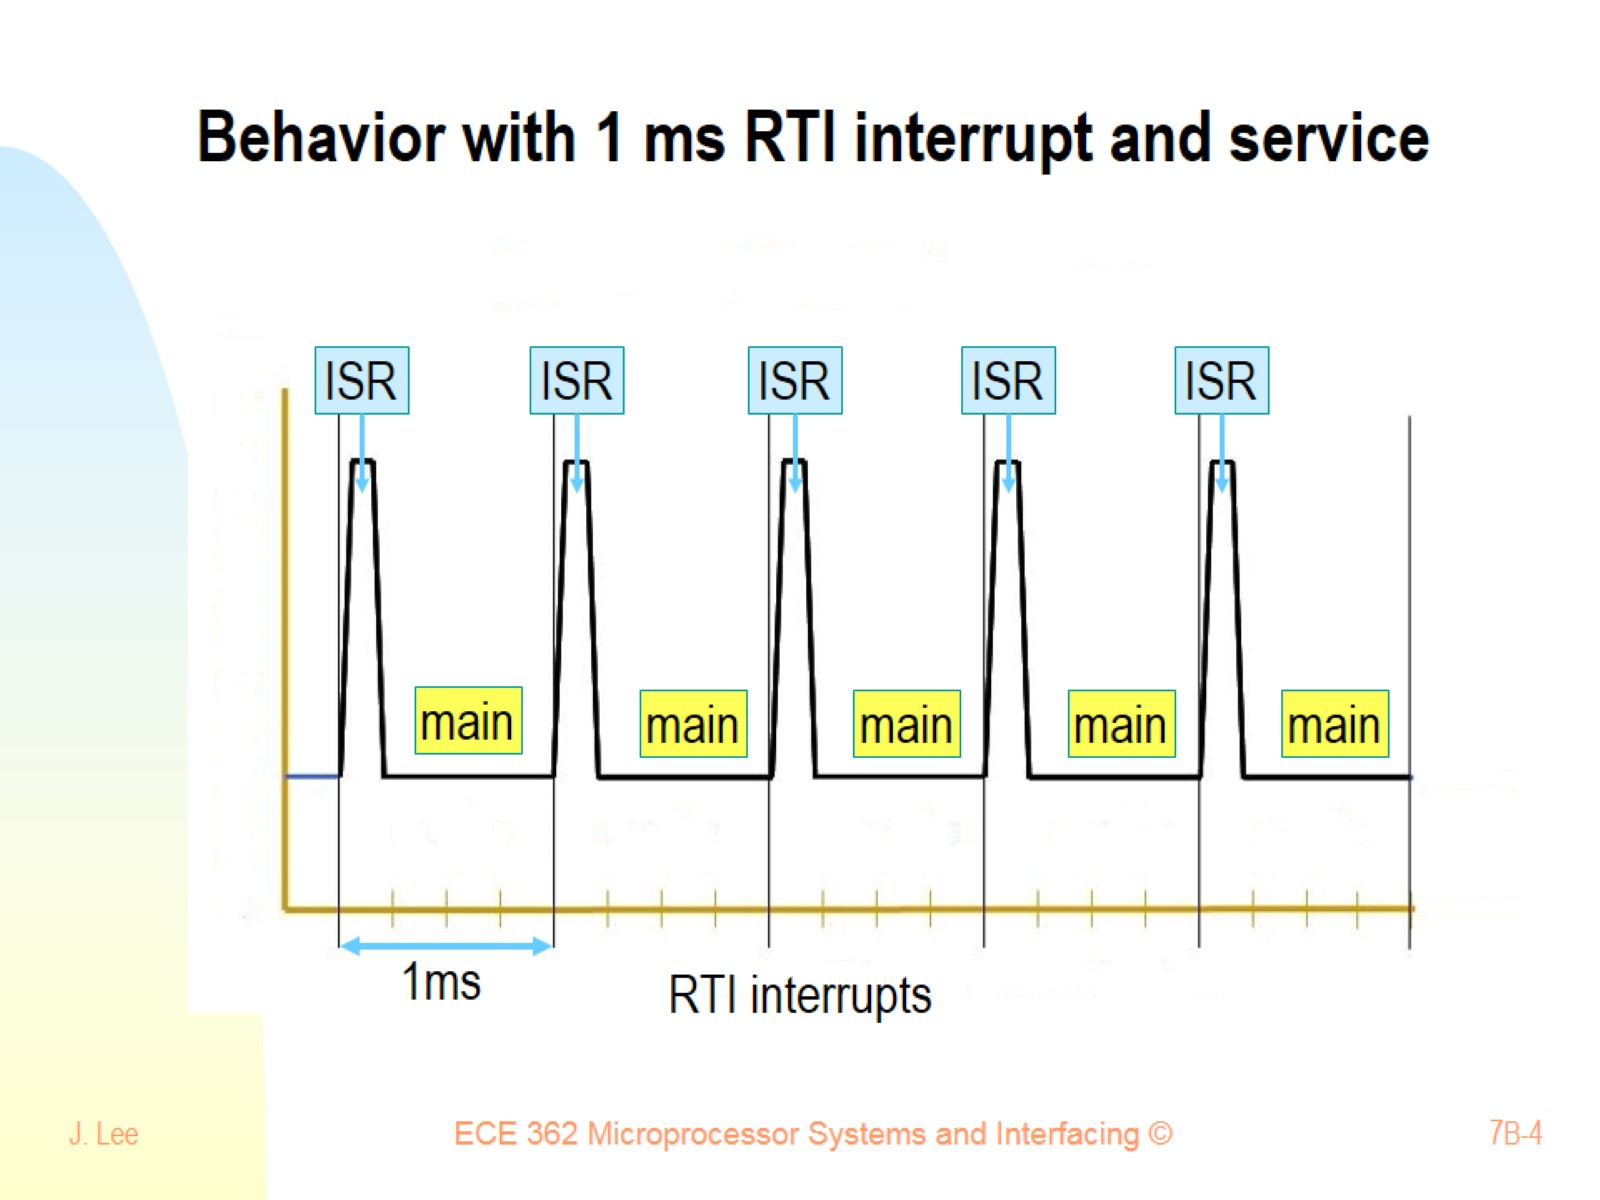 Behavior with 1 ms RTI interrupt and service
ISR ISR ISR ISR ISR
main main main main main
1ms
RTI interrupts
J. Lee
ECE 362 Microprocessor Systems and Interfacing ©
7B-4